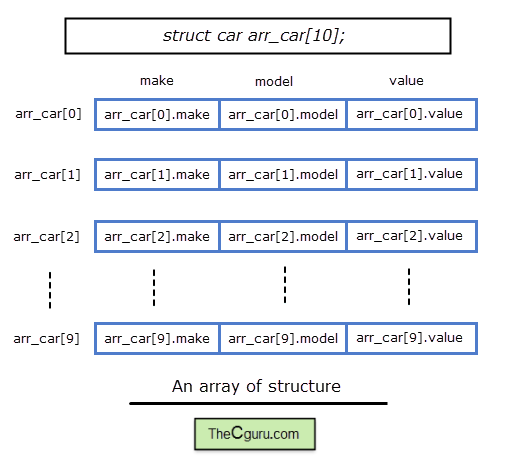 struct car arr_car[10];
make model value
arr_car[0] arr_car[0].make arr_car[0].model arr_car[0].value
arr_car[1] arr_car[1].make arr_car[1].model arr_car[1].value
arr_car[2] arr_car[2].make arr_car[2].model arr_car[2].value
arr_car[9] arr_car[9].make arr_car[9].model arr_car[9].value
An array of structure
TheCguru.com